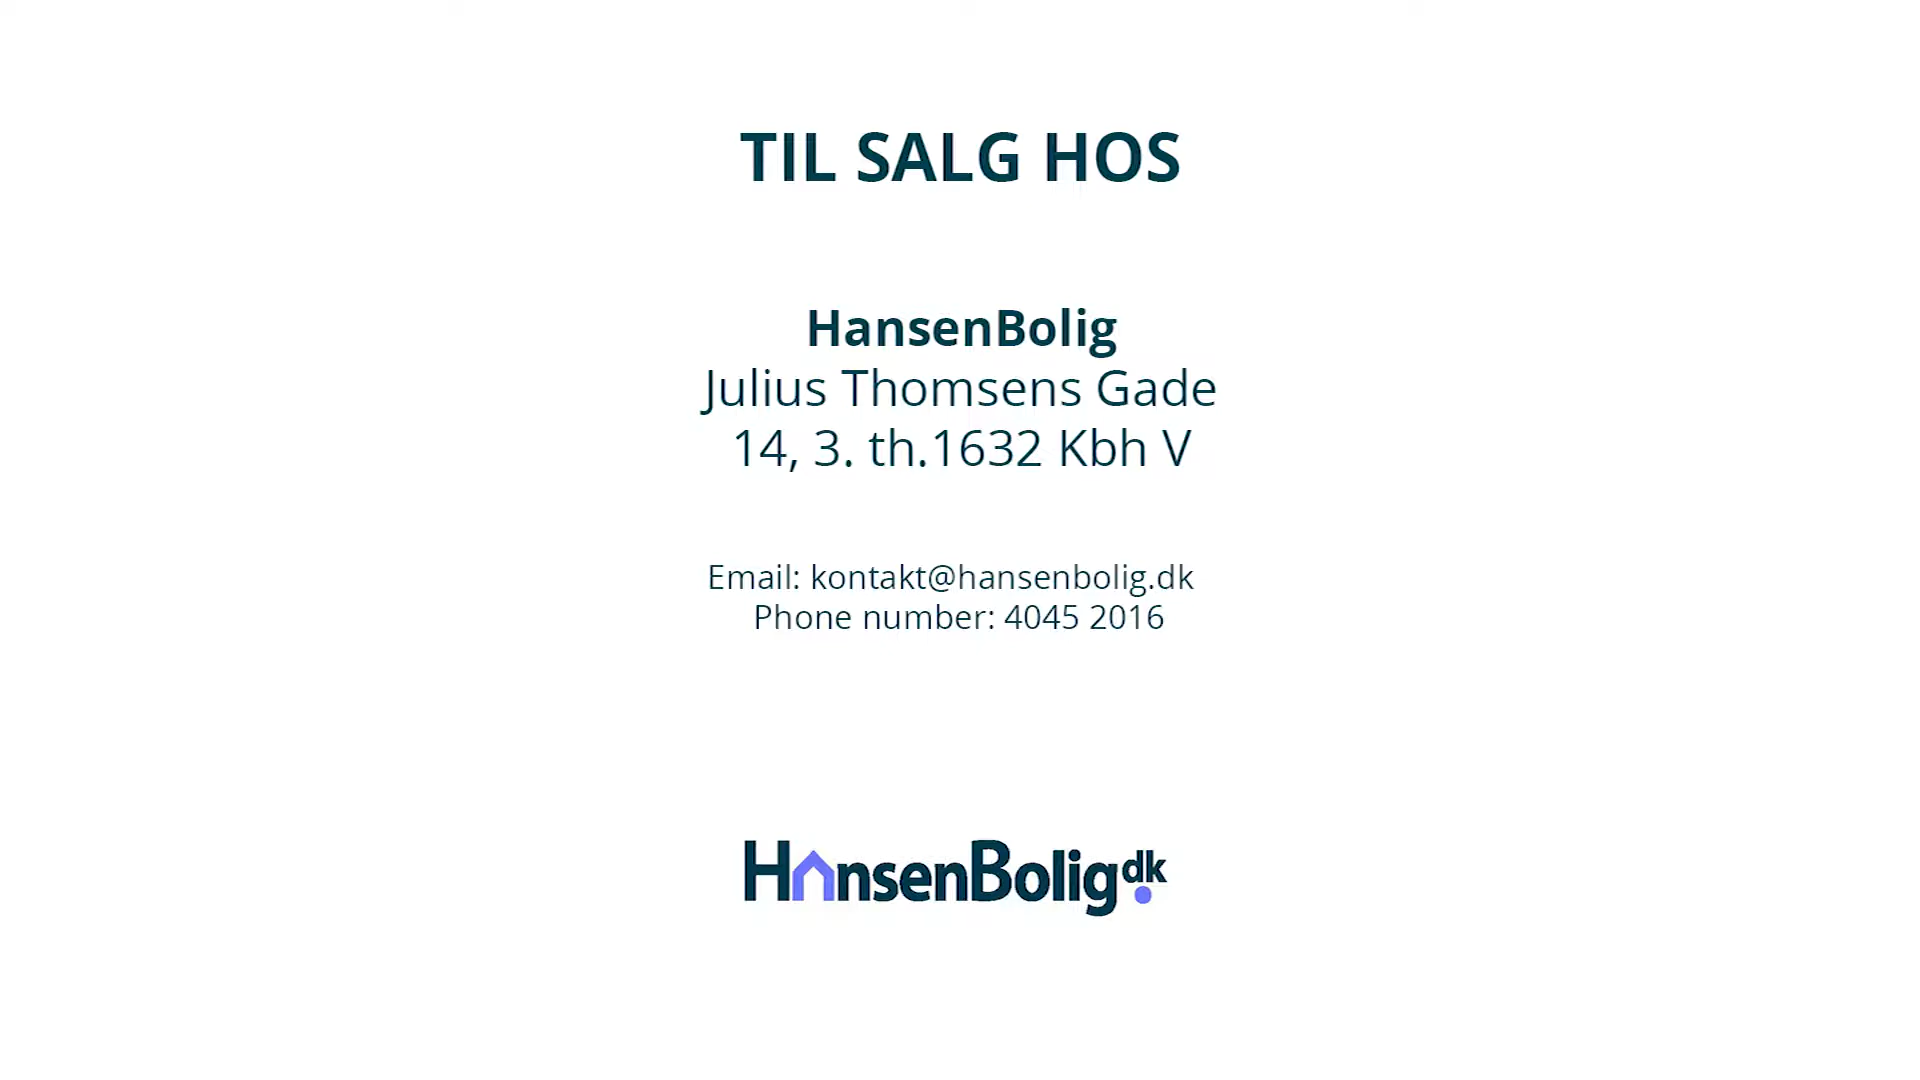 TIL SALG HOS
HansenBolig
Julius Thomsens Gade
14, 3. th.1632 Kbh V
Email: kontakt@hansenbolig.dk
Phone number: 4045 2016
HansenBolig.dk